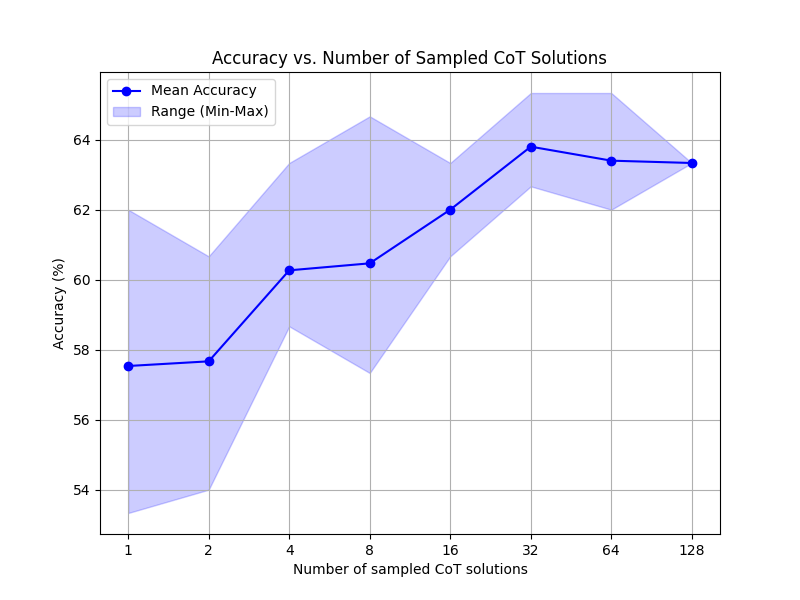 Accuracy vs. Number of Sampled CoT Solutions
Mean Accuracy
Range (Min-Max)
Accuracy (%)
64
62
60
58
56
54
1 2 4 8 16 32 64 128
Number of sampled CoT solutions